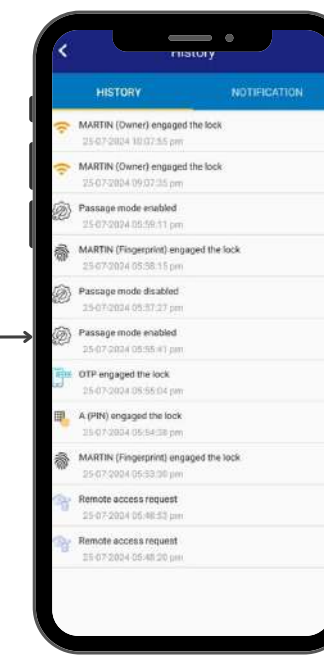 History
HISTORY NOTIFICATION
MARTIN (Owner) engaged the lock
25-07-2024 10:07:55 pm
MARTIN (Owner) engaged the lock
25-07-2024 09:07:35 pm
Passage mode enabled
25-07-2024 05:59:11 pm
MARTIN (Fingerprint) engaged the lock
25-07-2024 05:58:15 pm
Passage mode disabled
25-07-2024 05:57:27 pm
Passage mode enabled
25-07-2024 05:55:41 pm
OTP engaged the lock
25-07-2024 05:55:04 pm
A (PIN) engaged the lock
25-07-2024 05:54:38 pm
MARTIN (Fingerprint) engaged the lock
25-07-2024 05:53:30 pm
Remote access request
25-07-2024 05:48:53 pm
Remote access request
25-07-2024 05:48:20 pm